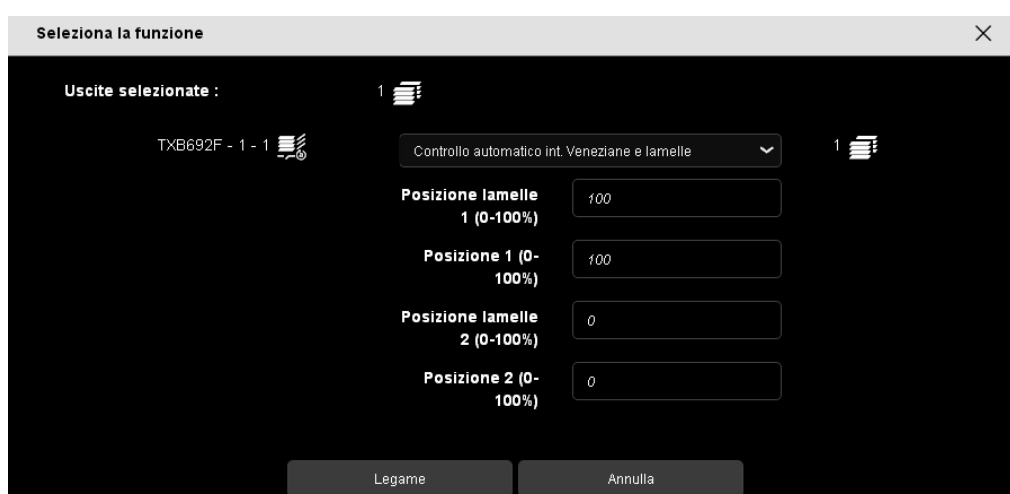 Seleziona la funzione
Uscite selezionate :
1
TXB692F - 1 - 1
Controllo automatico int. Veneziane e lamelle
1
Posizione lamelle
1 (0-100%)
100
Posizione 1 (0-
100%)
100
Posizione lamelle
2 (0-100%)
0
Posizione 2 (0-
100%)
0
Legame
Annulla